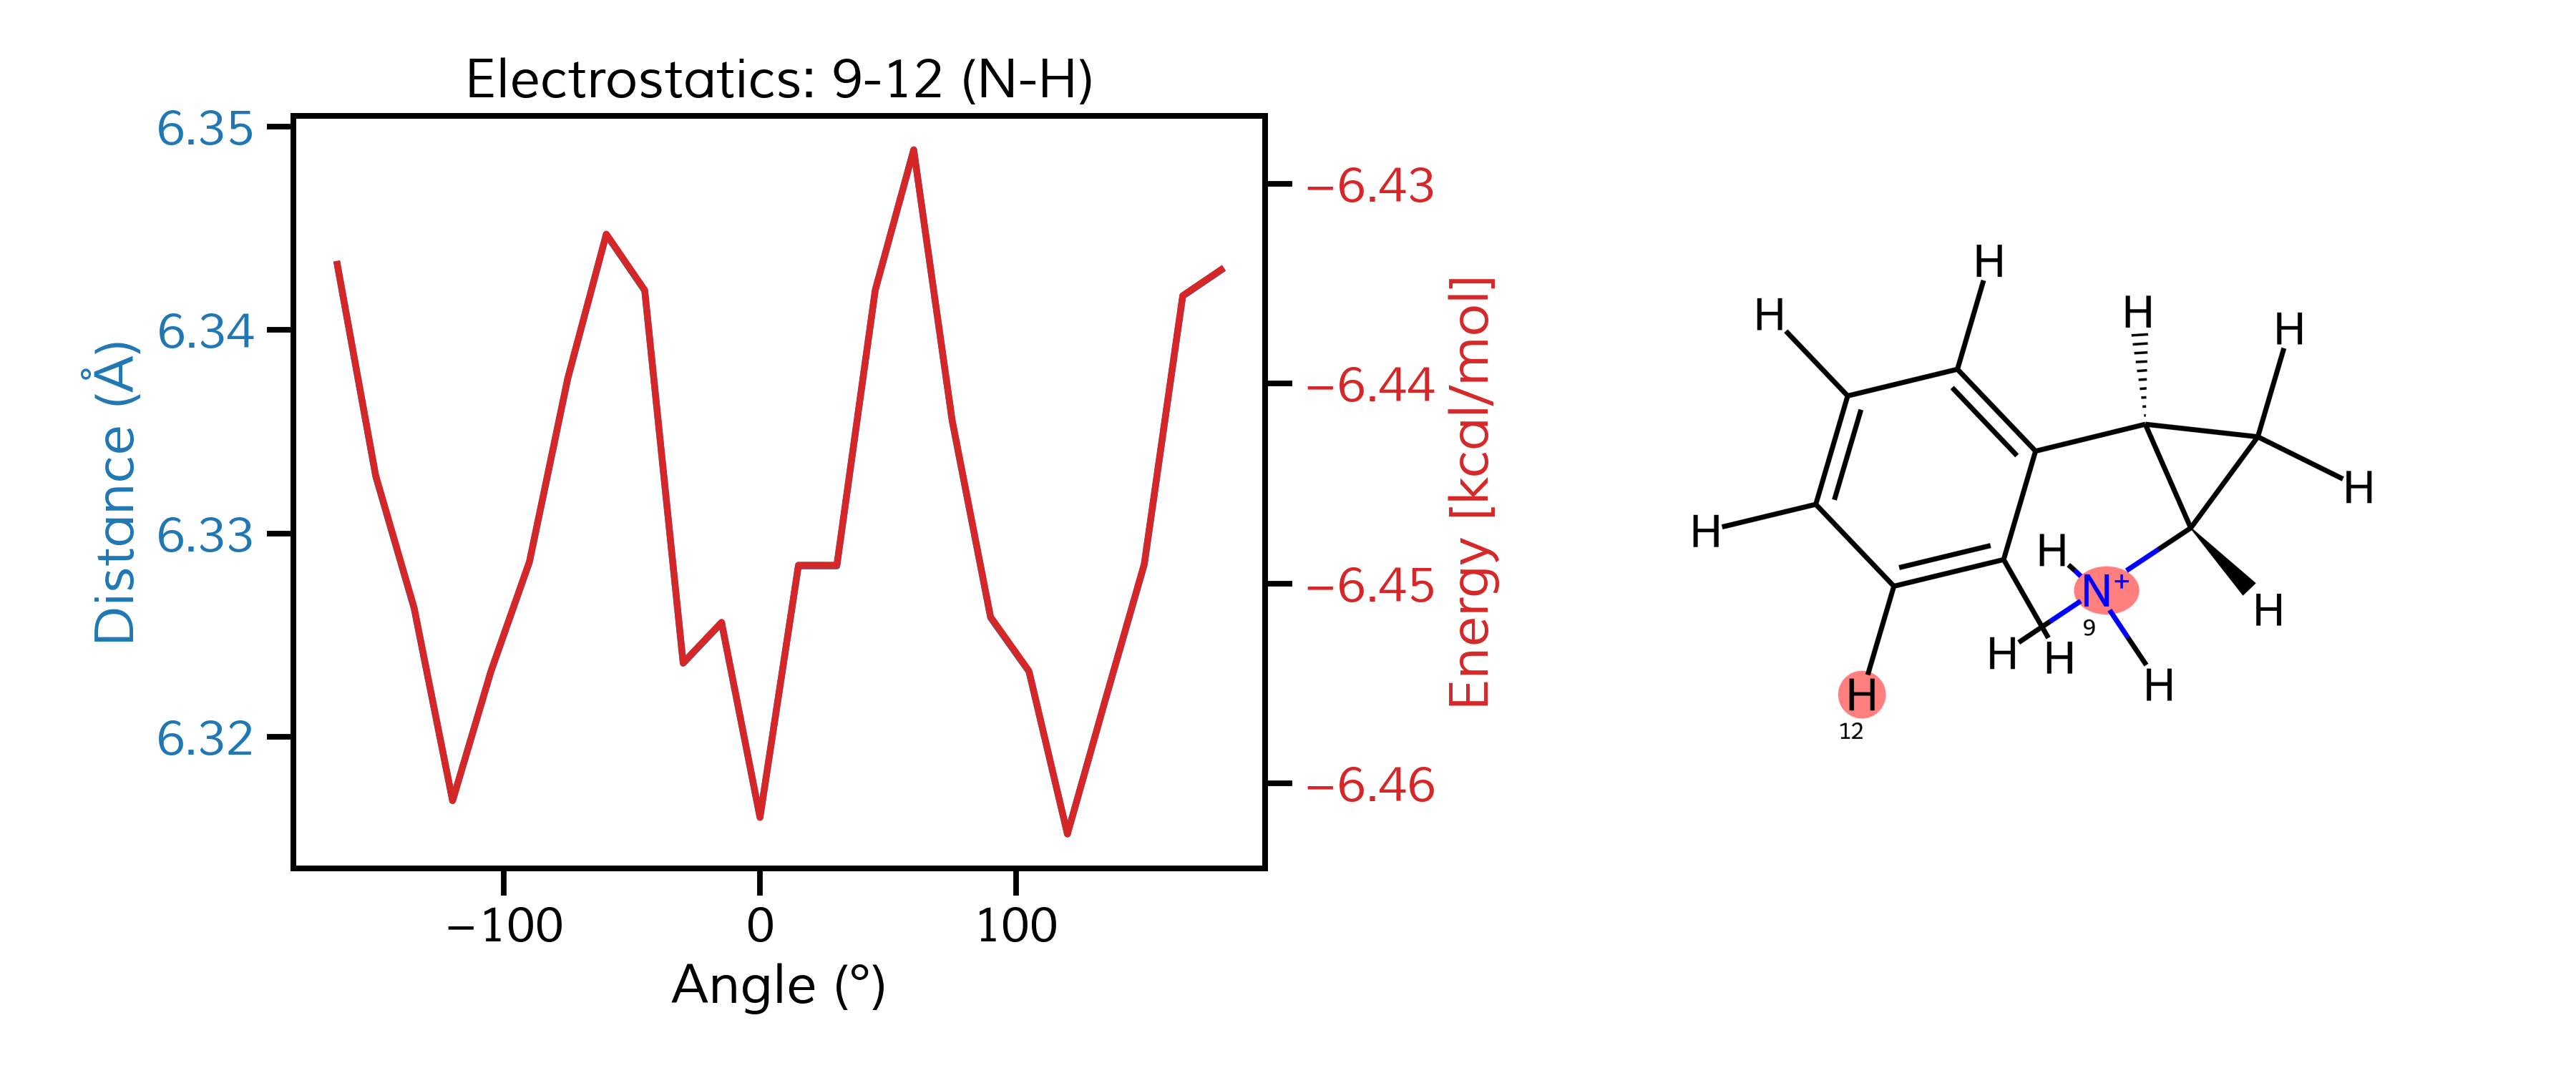 Electrostatics: 9-12 (N-H)
6.35
6.34
6.33
6.32
Distance (Å)
−6.43
−6.44
−6.45
−6.46
Energy [kcal/mol]
−100
0
100
Angle (°)
H
H
H
H
H
H
H
N+
9
H
H
H
H
H
12